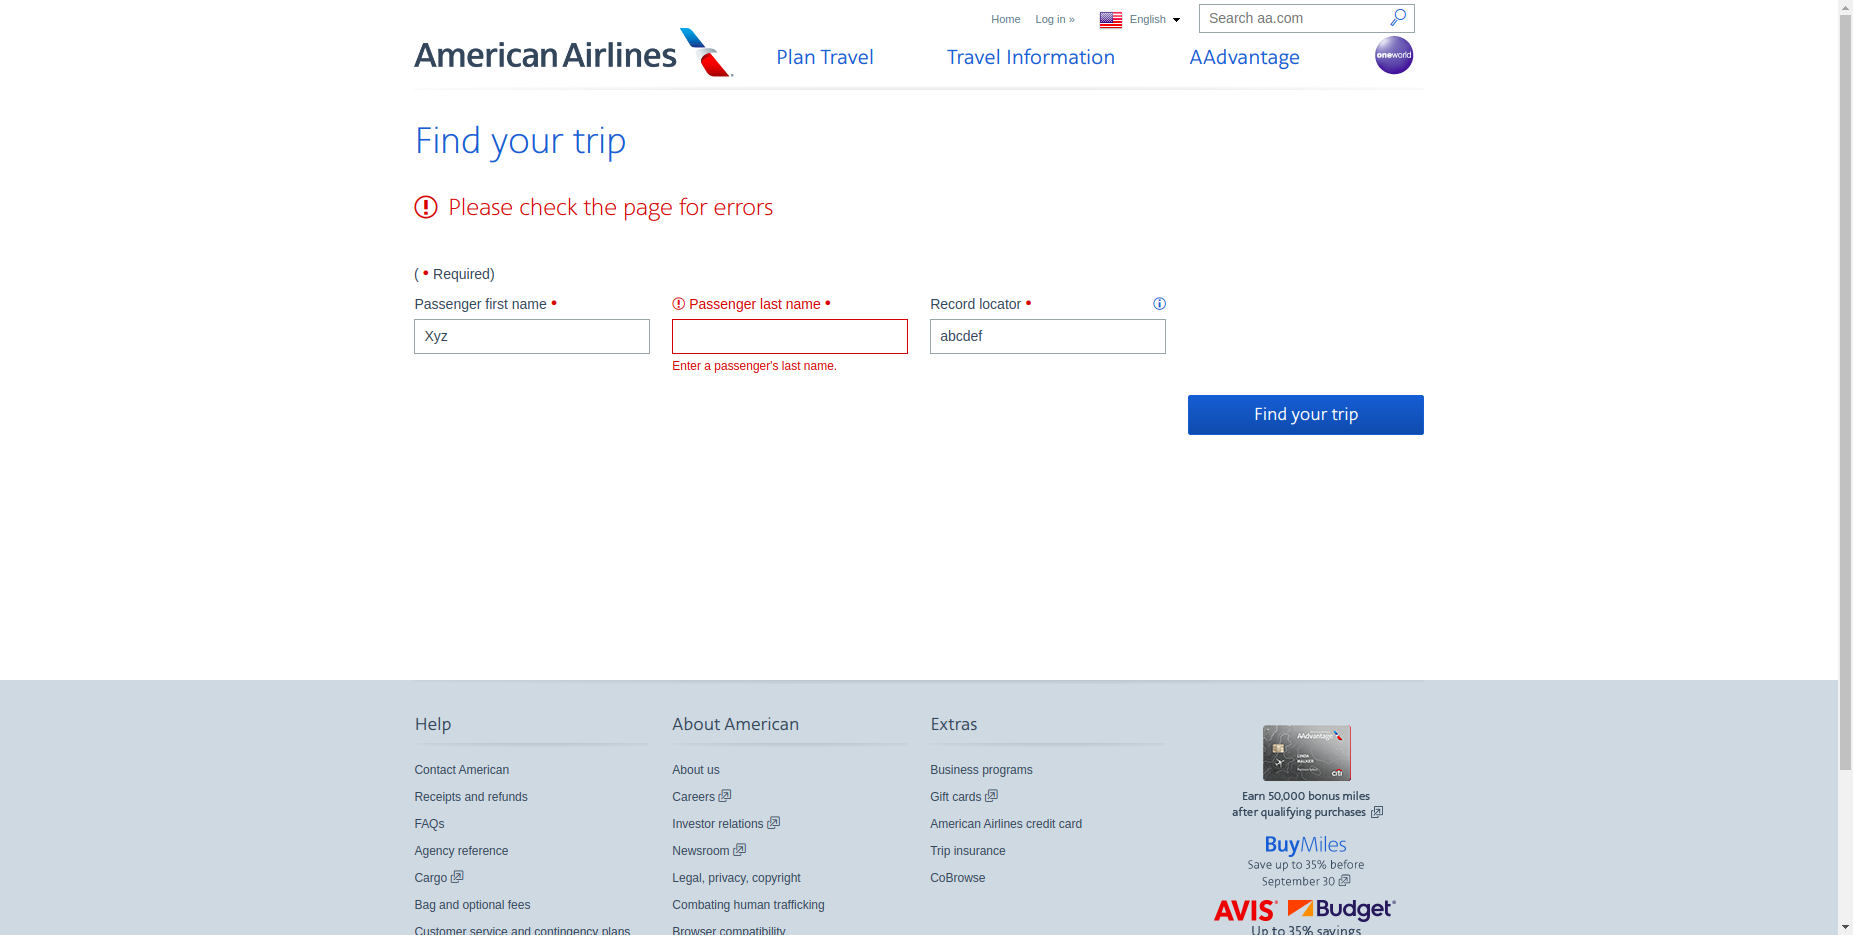 Home Log in » English Search aa.com
American Airlines Plan Travel Travel Information AAdvantage oneworld
Find your trip
Please check the page for errors
( • Required)
Passenger first name • Passenger last name • Record locator •
Xyz abcdef
Enter a passenger's last name.
Find your trip
Help About American Extras
AAdvantage
LINDA
WALKER
citi
Contact American About us Business programs
Receipts and refunds Careers Gift cards
Earn 50,000 bonus miles
after qualifying purchases
FAQs Investor relations American Airlines credit card
Agency reference Newsroom Trip insurance
BuyMiles
Save up to 35% before
September 30
Cargo Legal, privacy, copyright CoBrowse
Bag and optional fees Combating human trafficking
AVIS Budget
Customer service and contingency plans Browser compatibility Up to 35% savings